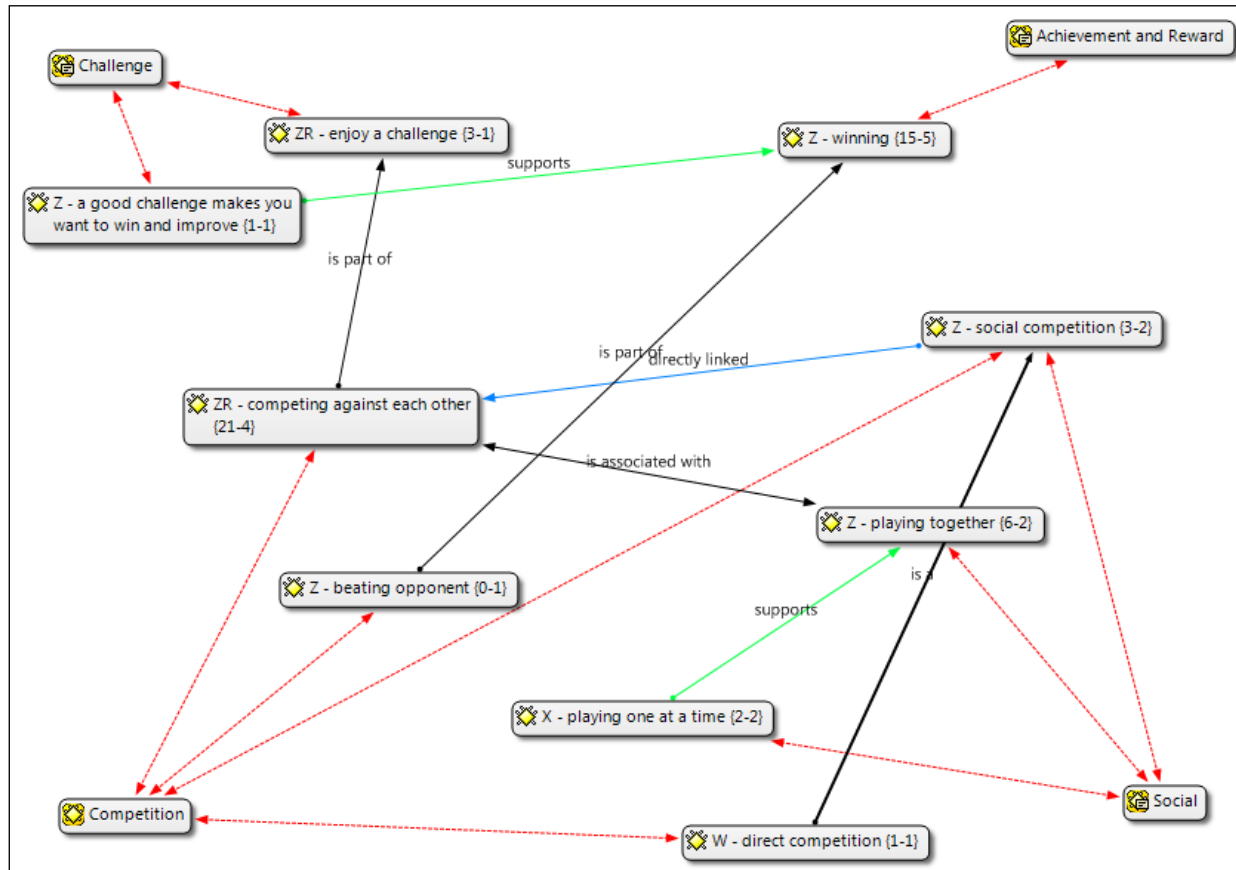 Achievement and Reward
Challenge
ZR - enjoy a challenge {3-1}
Z - winning {15-5}
supports
Z - a good challenge makes you
want to win and improve {1-1}
is part of
Z - social competition {3-2}
is part of
directly linked
ZR - competing against each other
{21-4}
is associated with
Z - playing together {6-2}
is a
Z - beating opponent {0-1}
supports
X - playing one at a time {2-2}
Social
Competition
W - direct competition {1-1}